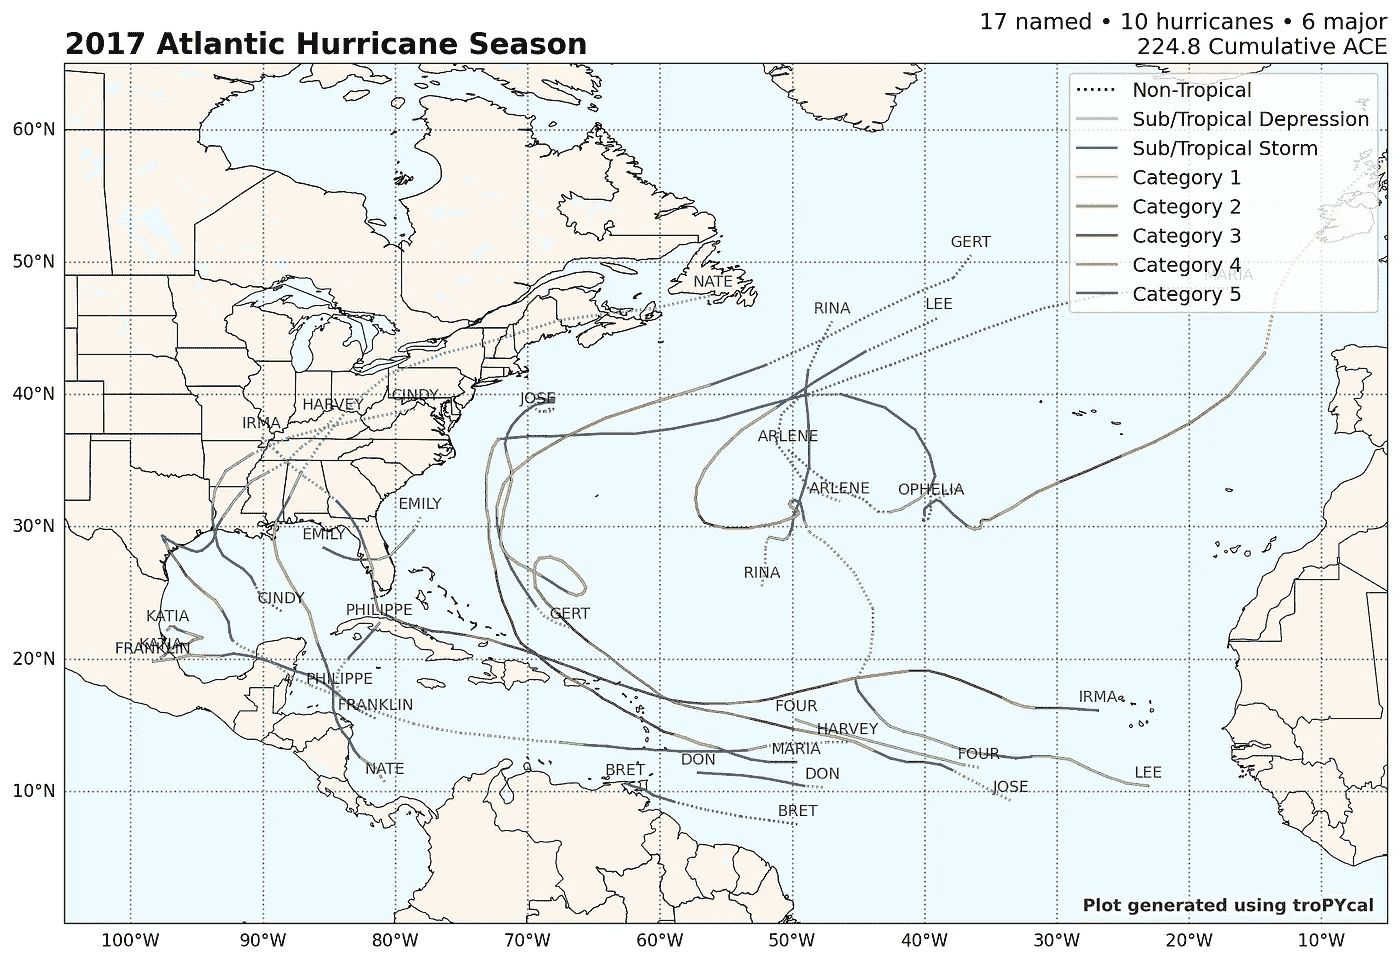 17 named • 10 hurricanes • 6 major
2017 Atlantic Hurricane Season
224.8 Cumulative ACE
Non-Tropical
Sub/Tropical Depression
Sub/Tropical Storm
Category 1
Category 2
Category 3
Category 4
Category 5
60°N
50°N
40°N
30°N
20°N
10°N
GERT
MARIA
NATE
LEE
RINA
CINDY
JOSE
HARVEY
IRMA
ARLENE
ARLENE
OPHELIA
EMILY
EMILY
RINA
CINDY
PHILIPPE
GERT
KATIA
KATIA
FRANKLIN
PHILIPPE
FRANKLIN
IRMA
FOUR
HARVEY
MARIA
FOUR
DON
NATE
BRET
DON
LEE
JOSE
BRET
Plot generated using troPYcal
100°W
90°W
80°W
70°W
60°W
50°W
40°W
30°W
20°W
10°W